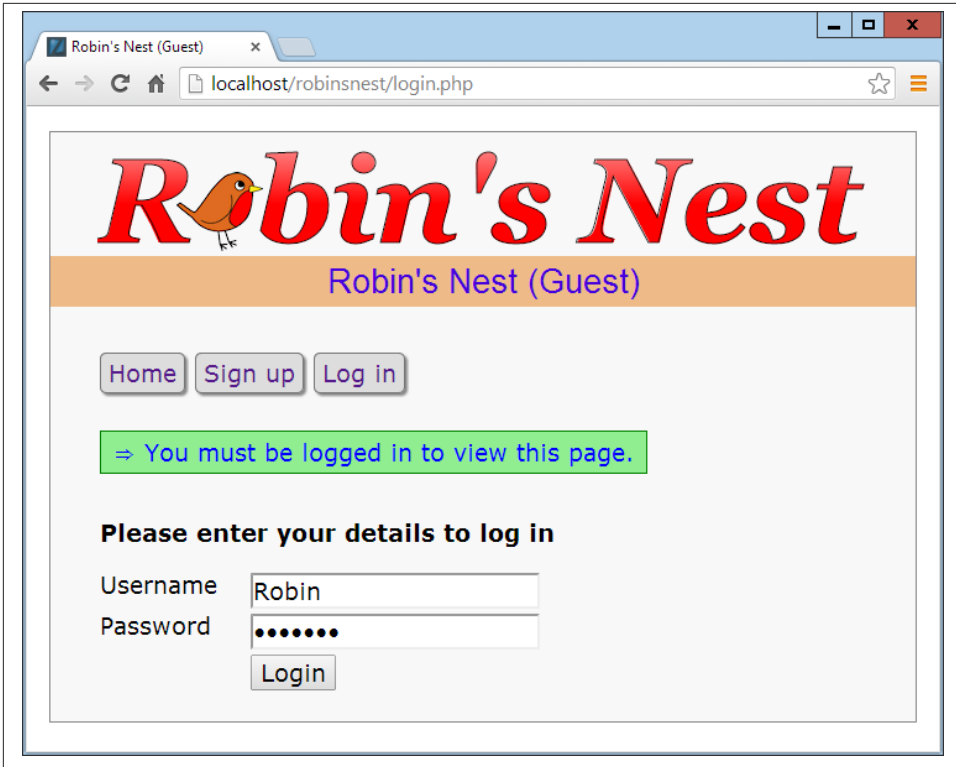 Robin's Nest (Guest)
localhost/robinsnest/login.php
Robin's Nest
Robin's Nest (Guest)
Home Sign up Log in
⇒ You must be logged in to view this page.
Please enter your details to log in
Username Robin
Password •••••••
Login